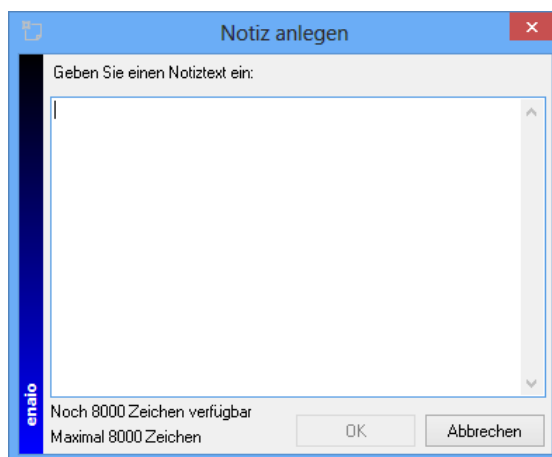 Notiz anlegen
Geben Sie einen Notiztext ein:
enaio
Noch 8000 Zeichen verfügbar
Maximal 8000 Zeichen
OK
Abbrechen